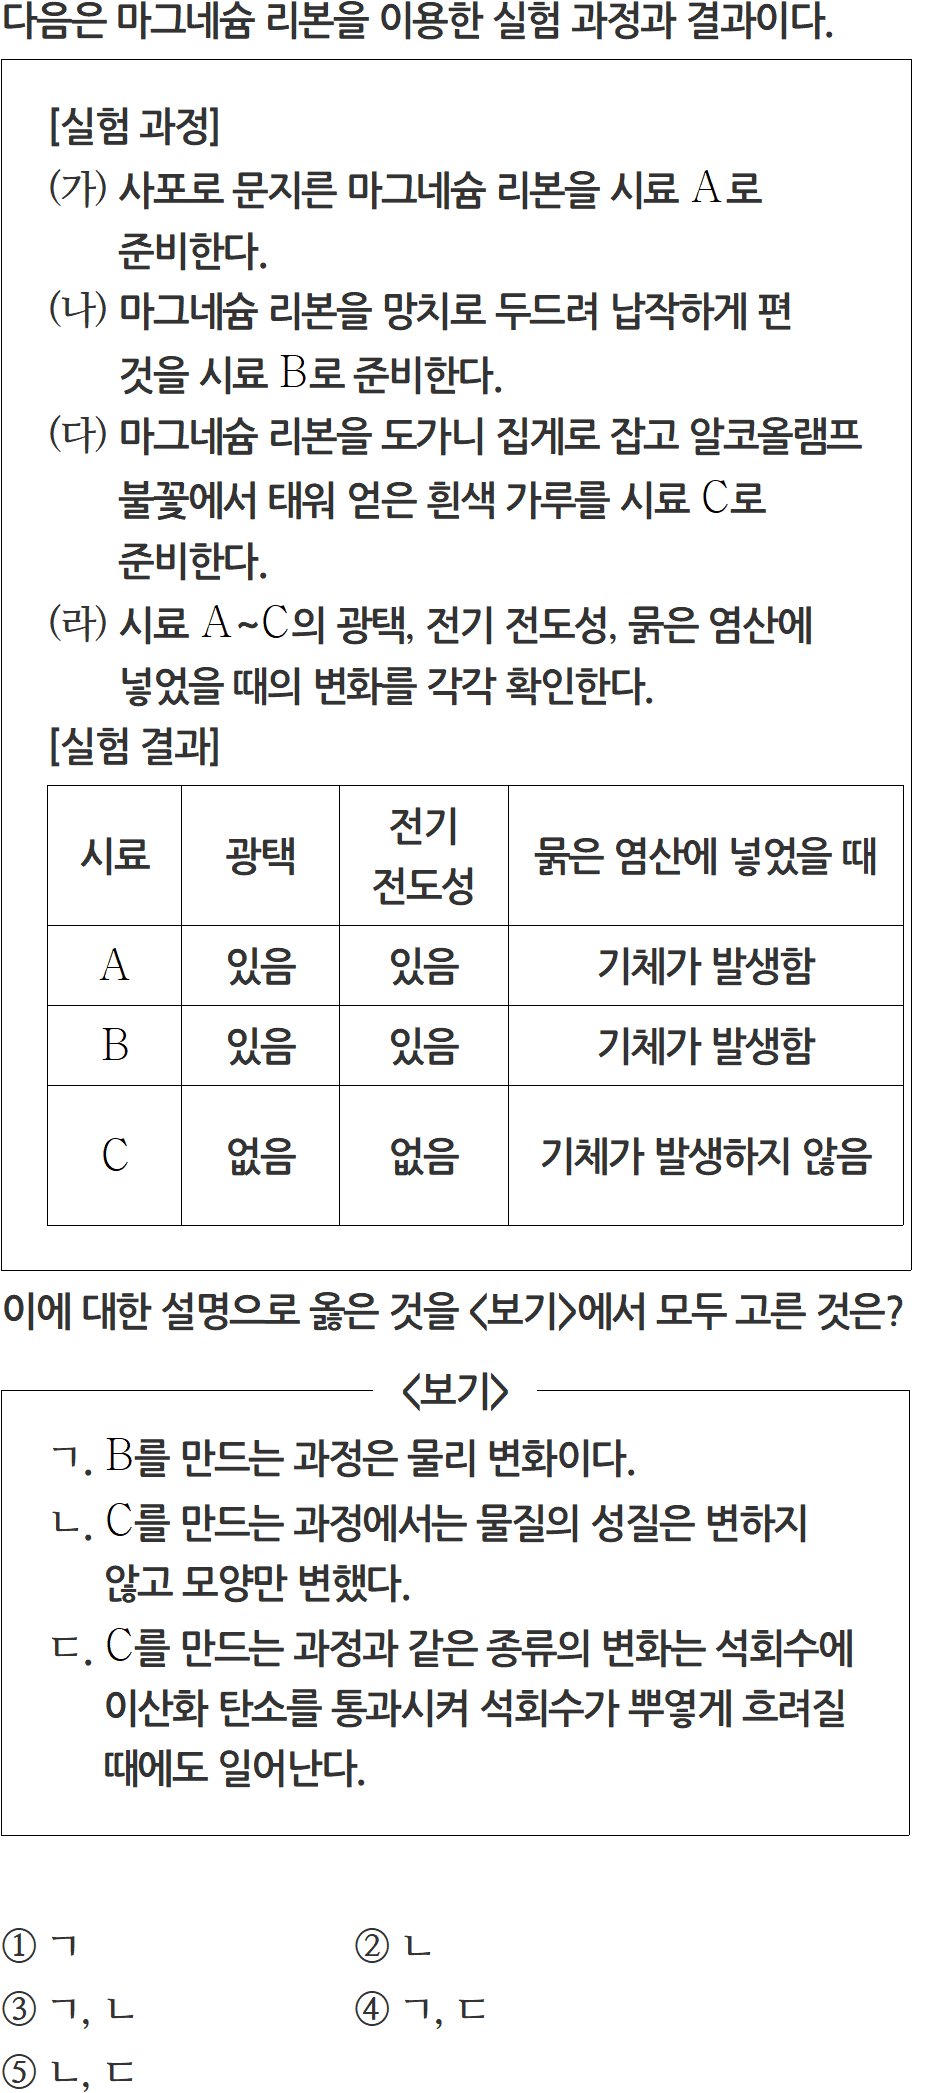 다음은 마그네슘 리본을 이용한 실험 과정과 결과이다.
[실험 과정]
(가) 사포로 문지른 마그네슘 리본을 시료 A로
준비한다.
(나) 마그네슘 리본을 망치로 두드려 납작하게 편
것을 시료 B로 준비한다.
(다) 마그네슘 리본을 도가니 집게로 잡고 알코올램프
불꽃에서 태워 얻은 흰색 가루를 시료 C로
준비한다.
(라) 시료 A~C의 광택, 전기 전도성, 묽은 염산에
넣었을 때의 변화를 각각 확인한다.
[실험 결과]
시료 광택 전기 전도성 묽은 염산에 넣었을 때
A 있음 있음 기체가 발생함
B 있음 있음 기체가 발생함
C 없음 없음 기체가 발생하지 않음
이에 대한 설명으로 옳은 것을 <보기>에서 모두 고른 것은?
<보기>
ㄱ. B를 만드는 과정은 물리 변화이다.
ㄴ. C를 만드는 과정에서는 물질의 성질은 변하지
않고 모양만 변했다.
ㄷ. C를 만드는 과정과 같은 종류의 변화는 석회수에
이산화 탄소를 통과시켜 석회수가 뿌옇게 흐려질
때에도 일어난다.
① ㄱ ② ㄴ
③ ㄱ, ㄴ ④ ㄱ, ㄷ
⑤ ㄴ, ㄷ